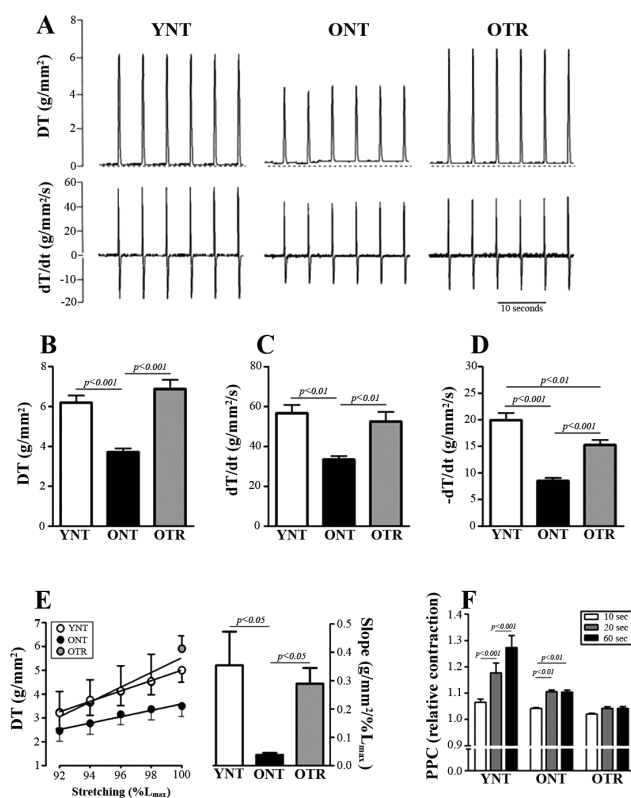 A
YNT ONT OTR
DT (g/mm²)
8
6
4
2
0
dT/dt (g/mm²/s)
60
40
20
0
-10
-20
10 seconds
B
DT (g/mm²)
8
6
4
2
0
p<0.001
p<0.001
YNT ONT OTR
C
dT/dt (g/mm²/s)
80
60
40
20
0
p<0.01
p<0.01
YNT ONT OTR
D
-dT/dt (g/mm²/s)
30
25
20
15
10
5
0
p<0.01
p<0.001
p<0.001
YNT ONT OTR
E
YNT
ONT
OTR
DT (g/mm²)
7
6
5
4
3
2
1
92 94 96 98 100
Stretching (%Lmax)
p<0.05
p<0.05
YNT ONT OTR
0.5
0.4
0.3
0.2
0.1
0.0
Slope (g/mm²/%Lmax)
F
10 sec
20 sec
60 sec
PPC (relative contraction)
1.4
1.3
1.2
1.1
1.0
0.9
0.0
p<0.001
p<0.001
p<0.01
p<0.01
YNT ONT OTR